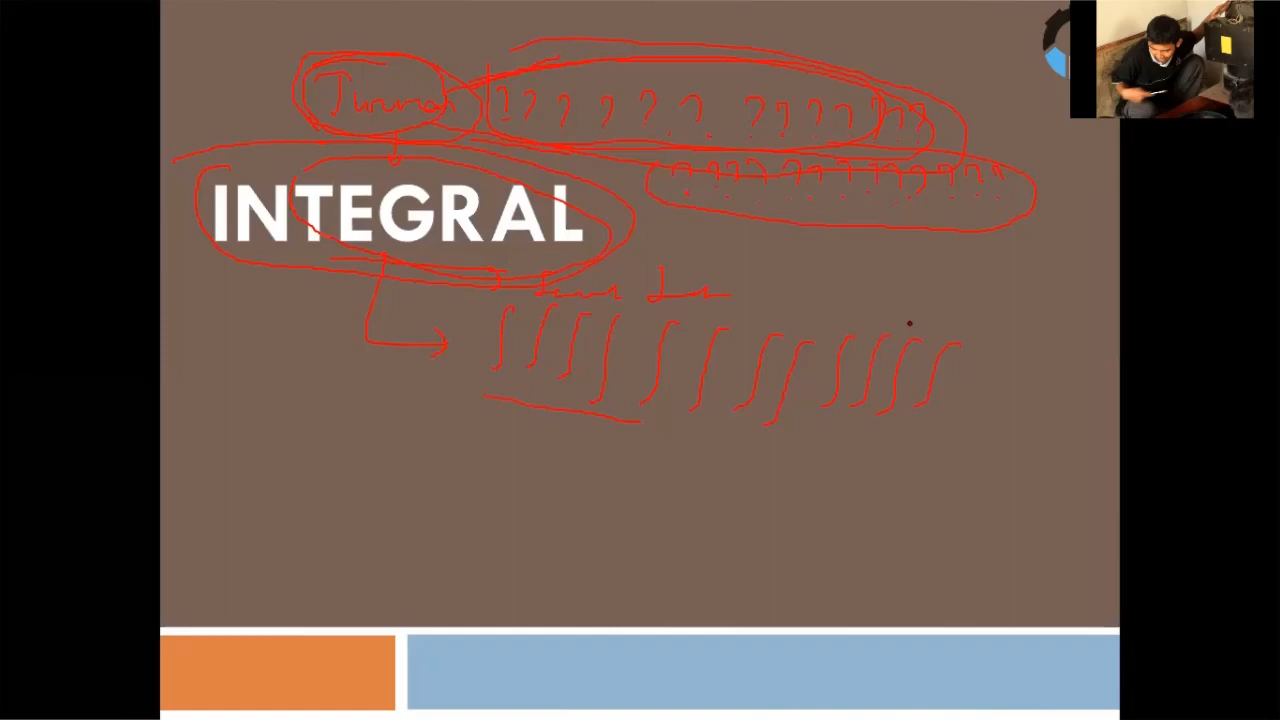 Turunan ? ? ? ? ? ? ? ? ? ? ? ? ?
? ? ? ? ? ? ? ? ? ? ? ? ?
INTEGRAL
∫ ∫ ∫ ∫ ∫ ∫ ∫ ∫ ∫ ∫ ∫ ∫